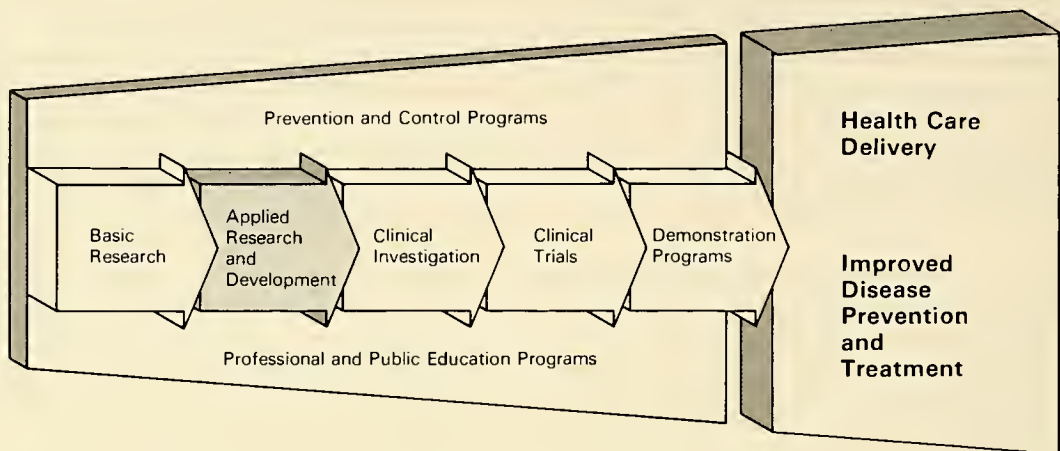 Prevention and Control Programs
Basic
Research
Applied
Research
and
Development
Clinical
Investigation
Clinical
Trials
Demonstration
Programs
Professional and Public Education Programs
Health Care
Delivery
Improved
Disease
Prevention
and
Treatment